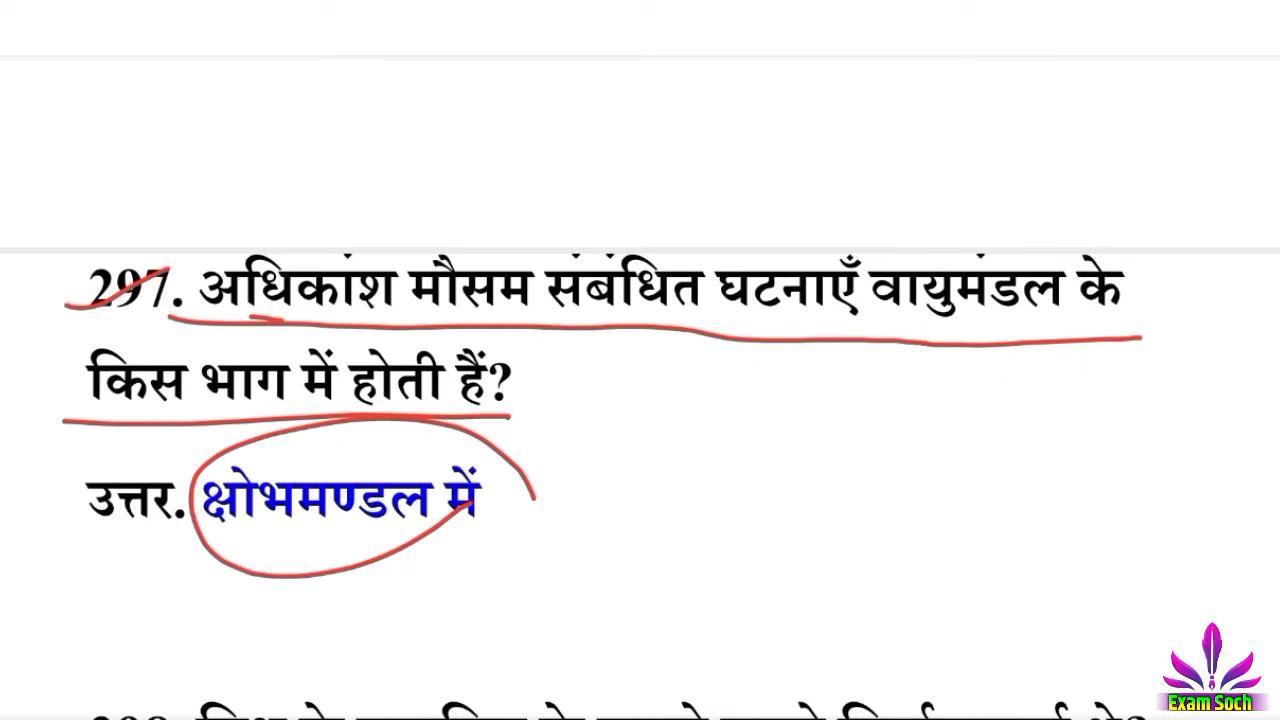 297. अधिकांश मौसम संबंधित घटनाएँ वायुमंडल के
किस भाग में होती हैं?
उत्तर. क्षोभमण्डल में
Exam Soch